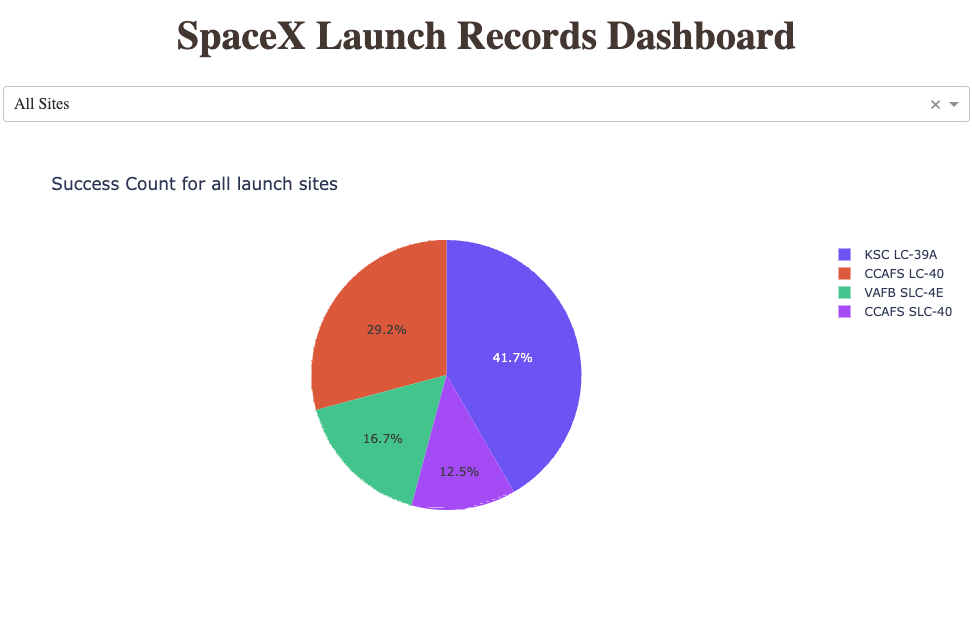 SpaceX Launch Records Dashboard
All Sites
Success Count for all launch sites
KSC LC-39A
CCAFS LC-40
VAFB SLC-4E
CCAFS SLC-40
29.2%
41.7%
16.7%
12.5%